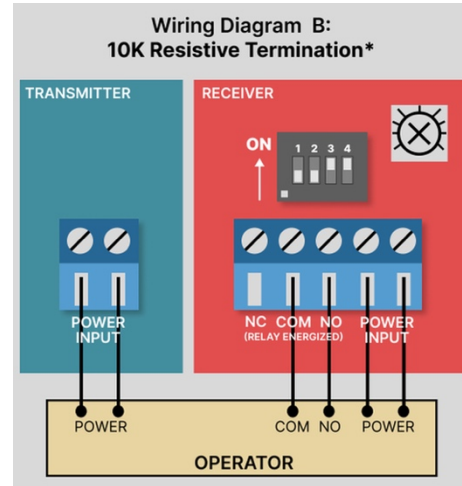 Wiring Diagram B:
10K Resistive Termination*
TRANSMITTER
RECEIVER
ON
1 2 3 4
POWER
INPUT
NC COM NO POWER
(RELAY ENERGIZED) INPUT
POWER
COM NO POWER
OPERATOR